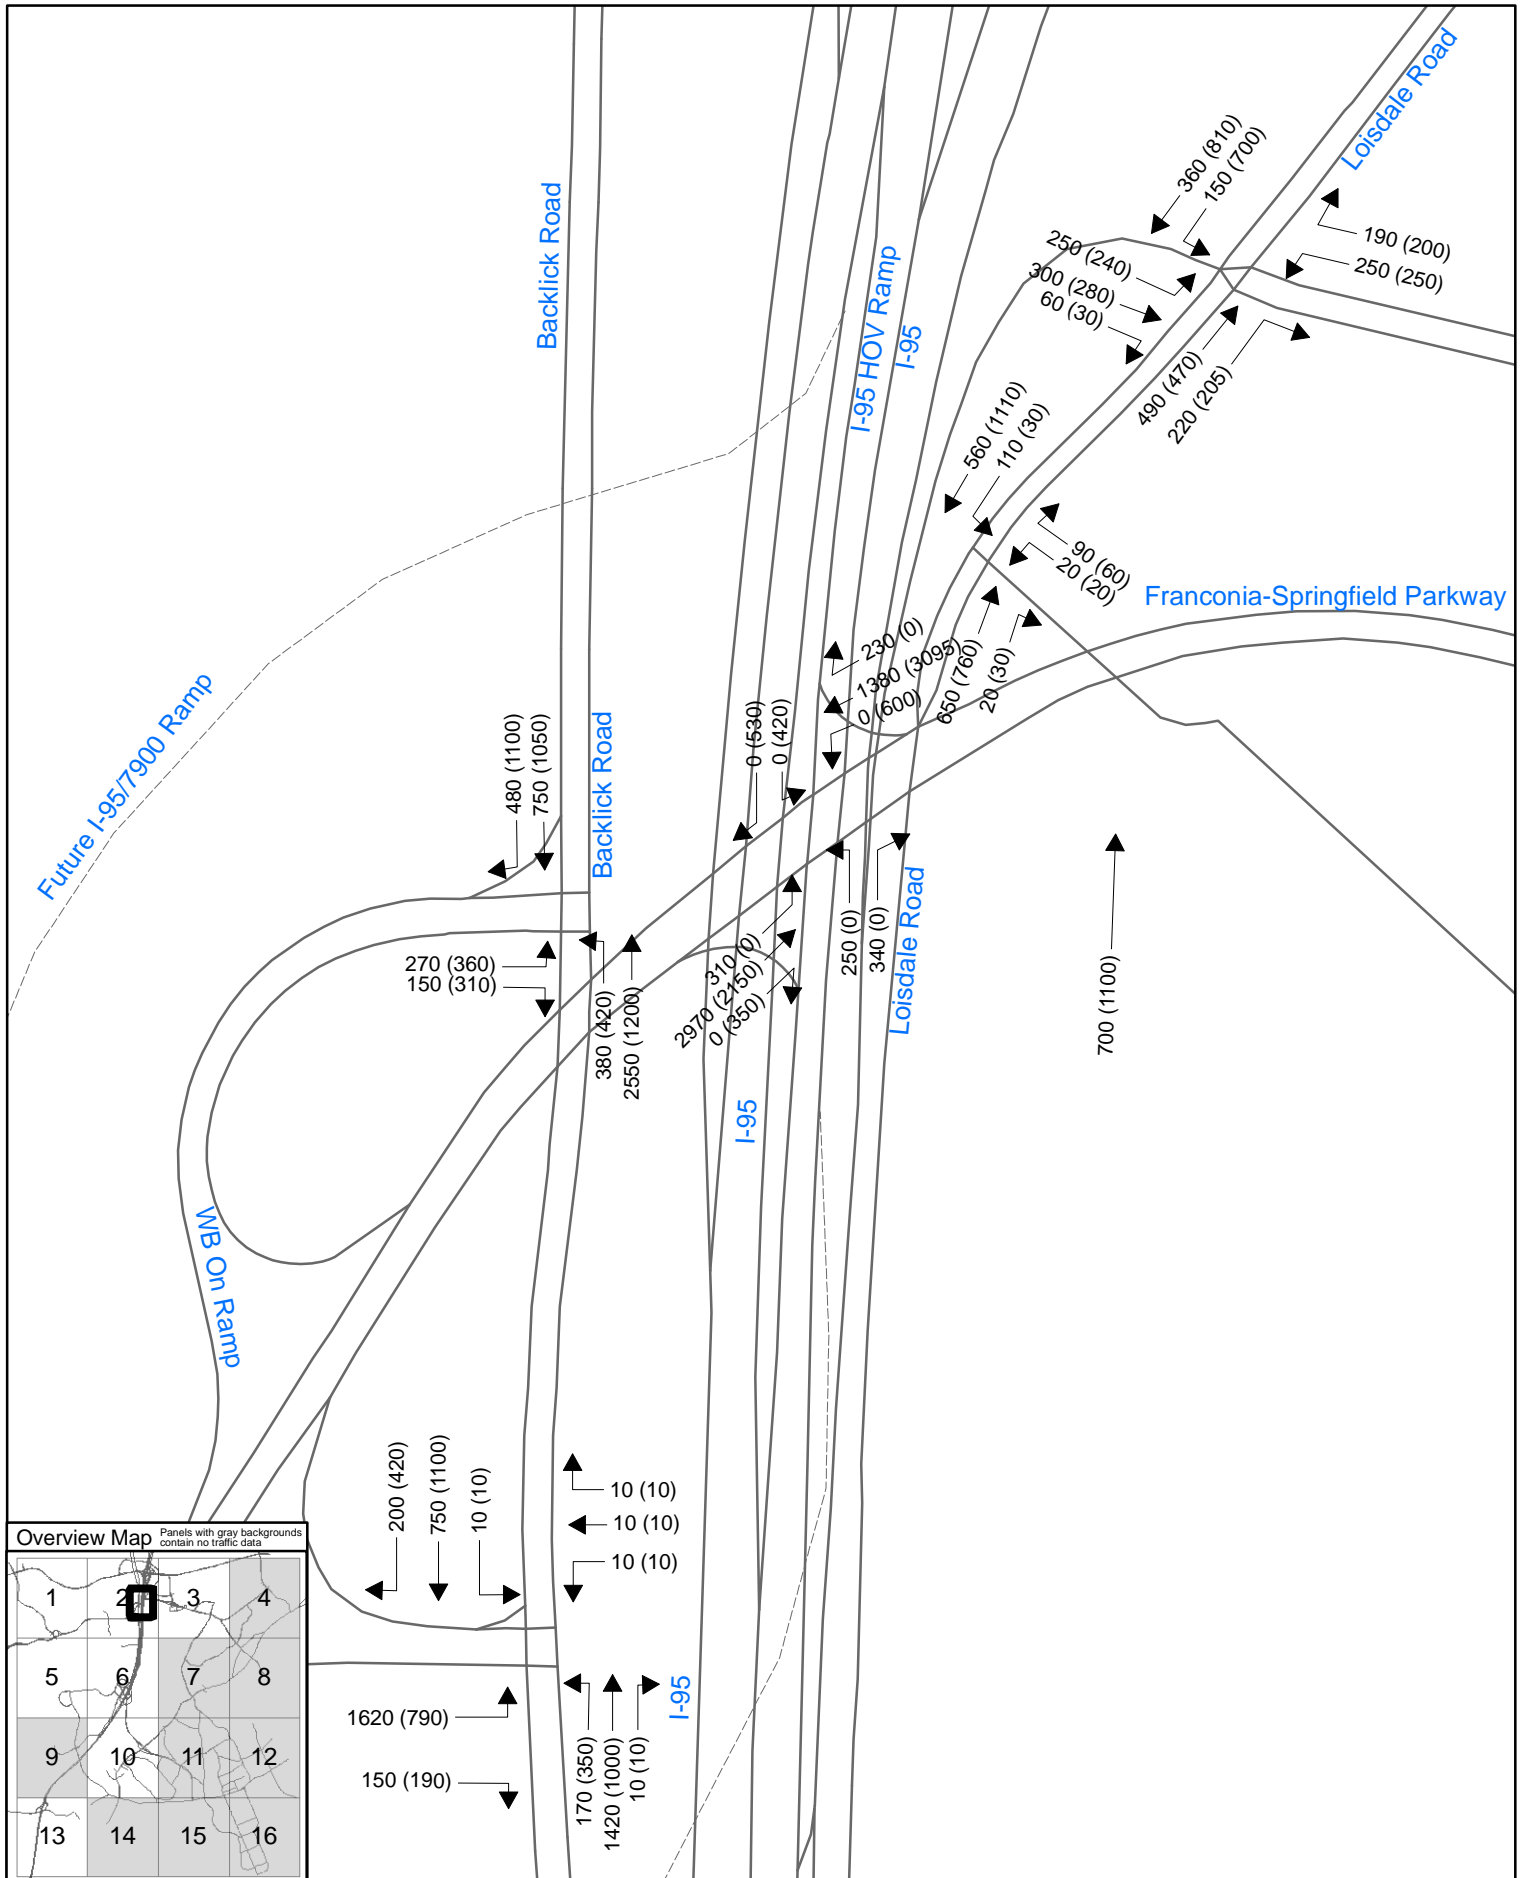 Loisdale Road
360 (810)
150 (700)
190 (200)
250 (250)
250 (240)
300 (280)
60 (30)
490 (470)
220 (205)
Backlick Road
I-95 HOV Ramp
I-95
560 (1110)
110 (30)
90 (60)
20 (20)
Franconia-Springfield Parkway
230 (0)
1380 (3095)
0 (600)
650 (760)
20 (30)
Future I-95/7900 Ramp
480 (1100)
750 (1050)
Backlick Road
0 (530)
0 (420)
270 (360)
150 (310)
380 (420)
2550 (1200)
310 (0)
2970 (2150)
0 (350)
250 (0)
340 (0)
Loisdale Road
700 (1100)
I-95
WB On Ramp
200 (420)
750 (1100)
10 (10)
10 (10)
10 (10)
10 (10)
1620 (790)
150 (190)
170 (350)
1420 (1000)
10 (10)
I-95
Overview Map
Panels with gray backgrounds
contain no traffic data
1 2 3 4
5 6 7 8
9 10 11 12
13 14 15 16